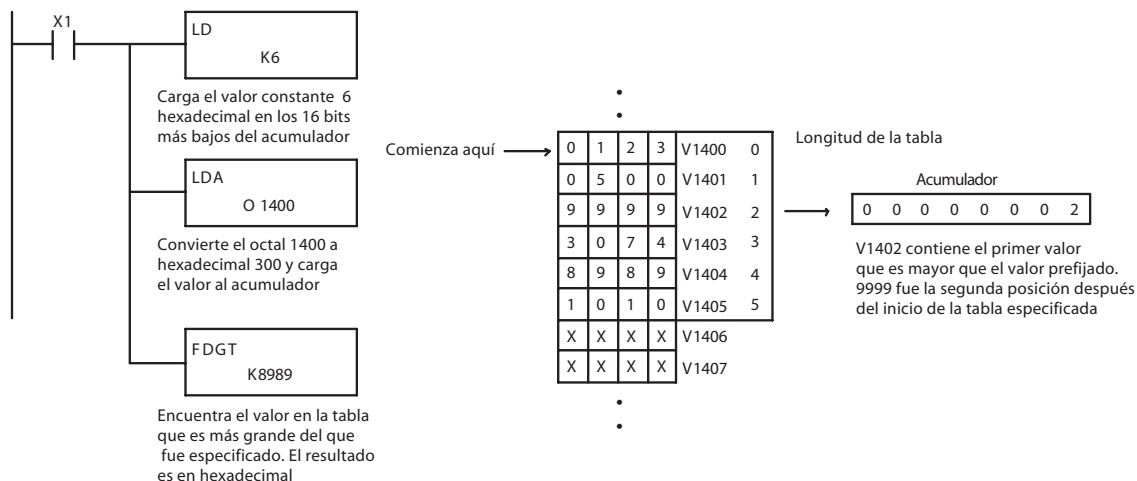 X1
LD
K6
Carga el valor constante 6
hexadecimal en los 16 bits
más bajos del acumulador
LDA
O 1400
Convierte el octal 1400 a
hexadecimal 300 y carga
el valor al acumulador
FDGT
K8989
Encuentra el valor en la tabla
que es más grande del que
fue especificado. El resultado
es en hexadecimal
Comienza aquí
0 1 2 3 V1400 0
0 5 0 0 V1401 1
9 9 9 9 V1402 2
3 0 7 4 V1403 3
8 9 8 9 V1404 4
1 0 1 0 V1405 5
X X X X V1406
X X X X V1407
Longitud de la tabla
Acumulador
0 0 0 0 0 0 0 2
V1402 contiene el primer valor
que es mayor que el valor prefijado.
9999 fue la segunda posición después
del inicio de la tabla especificada